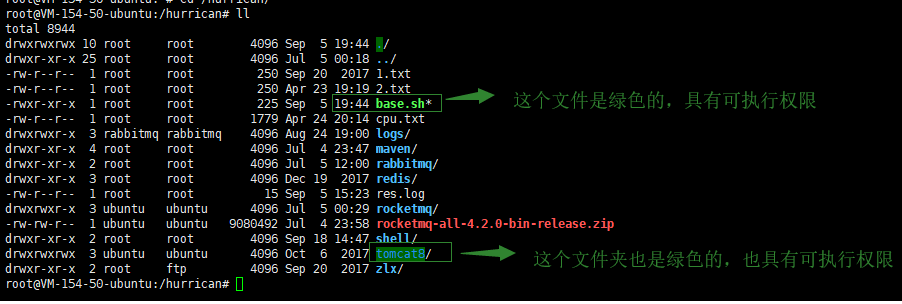 root@VM-154-50-ubuntu:/hurrican# ll
total 8944
drwxrwxrwx 10 root     root        4096 Sep  5 19:44 ./
drwxr-xr-x 25 root     root        4096 Jul  5 00:18 ../
-rw-r--r--  1 root     root         250 Sep 20  2017 1.txt
-rw-r--r--  1 root     root         250 Apr 23 19:19 2.txt
-rwxr-xr-x  1 root     root         225 Sep  5 19:44 base.sh* 这个文件是绿色的，具有可执行权限
-rw-r--r--  1 root     root        1779 Apr 24 20:14 cpu.txt
drwxrwxr-x  3 rabbitmq rabbitmq    4096 Aug 24 19:00 logs/
drwxr-xr-x  4 root     root        4096 Jul  4 23:47 maven/
drwxr-xr-x  2 root     root        4096 Jul  5 12:00 rabbitmq/
drwxr-xr-x  3 root     root        4096 Dec 19  2017 redis/
-rw-r--r--  1 root     root          15 Sep  5 15:23 res.log
drwxrwxr-x  3 ubuntu   ubuntu      4096 Jul  5 00:29 rocketmq/
-rw-rw-r--  1 ubuntu   ubuntu   9080492 Jul  4 23:58 rocketmq-all-4.2.0-bin-release.zip
drwxr-xr-x  2 root     root        4096 Sep 18 14:47 shell/
drwxrwxrwx  3 ubuntu   ubuntu      4096 Oct  6  2017 tomcat8/ 这个文件夹也是绿色的，也具有可执行权限
drwxr-xr-x  2 root     ftp         4096 Sep 20  2017 zlx/
root@VM-154-50-ubuntu:/hurrican#